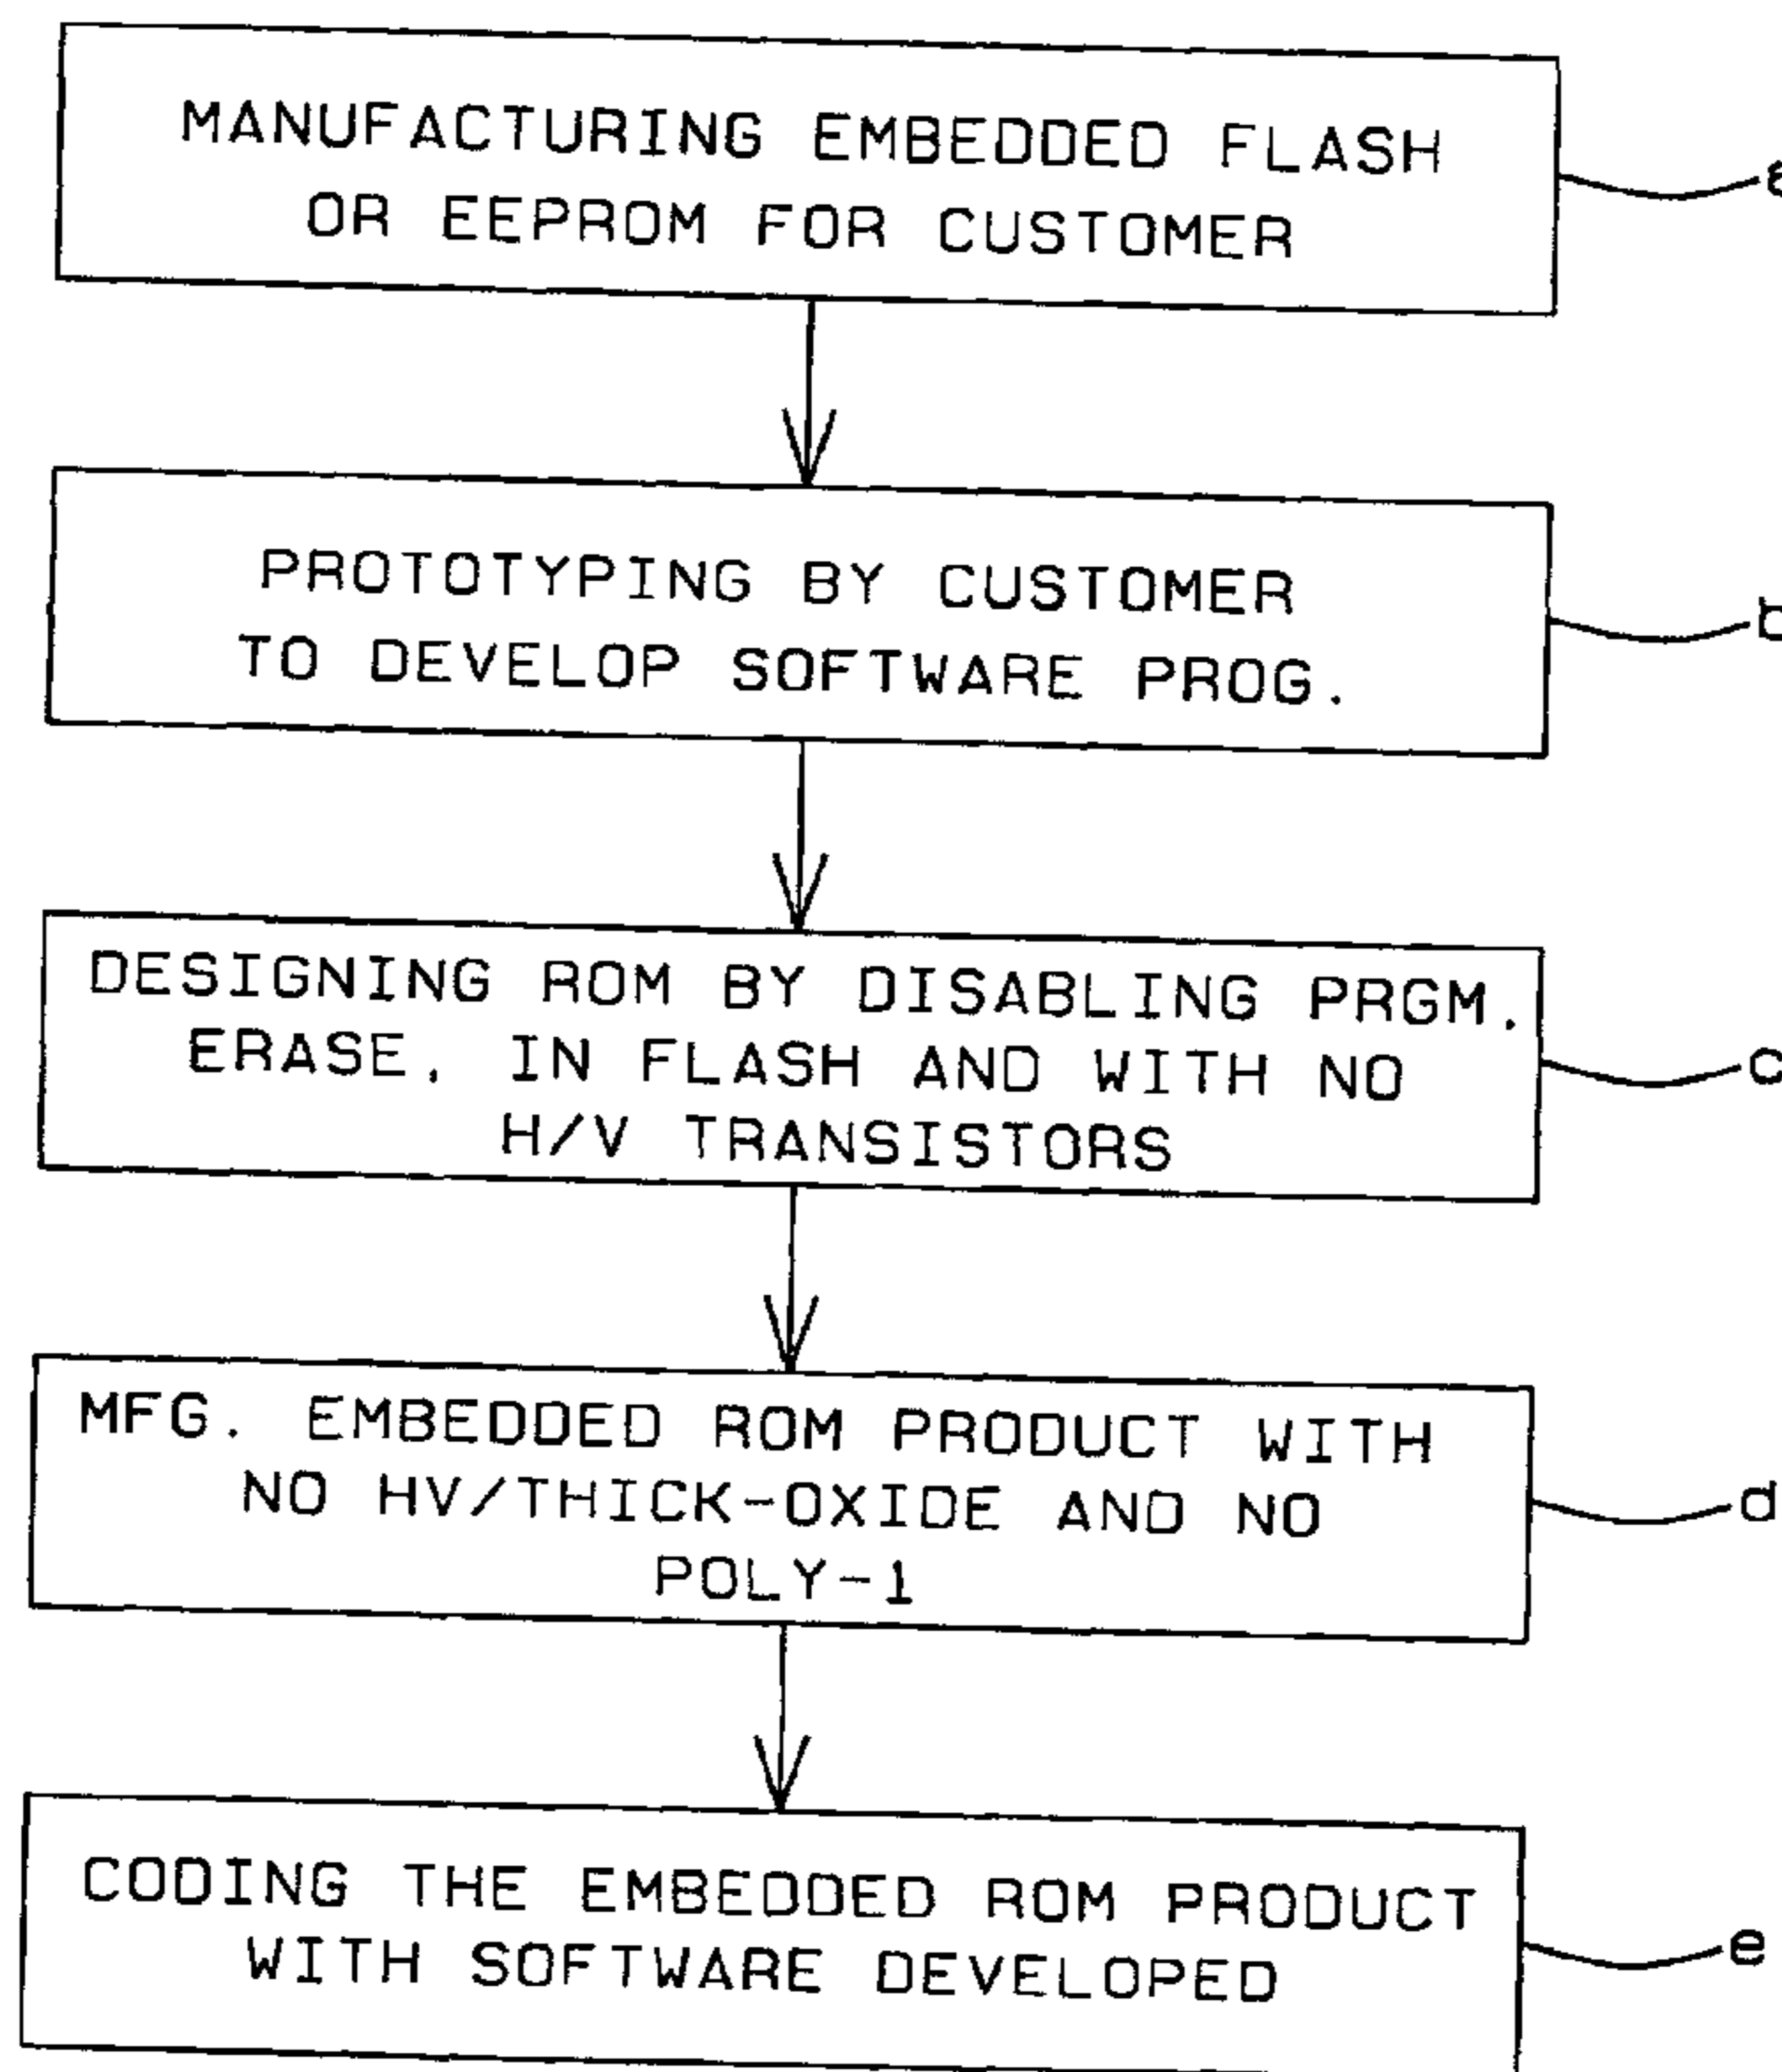 MANUFACTURING EMBEDDED FLASH
OR EEPROM FOR CUSTOMER
PROTOTYPING BY CUSTOMER
TO DEVELOP SOFTWARE PROG.
b
DESIGNING ROM BY DISABLING PRGM.
ERASE, IN FLASH AND WITH NO
H/V TRANSISTORS
c
MFG. EMBEDDED ROM PRODUCT WITH
NO HV/THICK-OXIDE AND NO
POLY-1
d
CODING THE EMBEDDED ROM PRODUCT
WITH SOFTWARE DEVELOPED
e